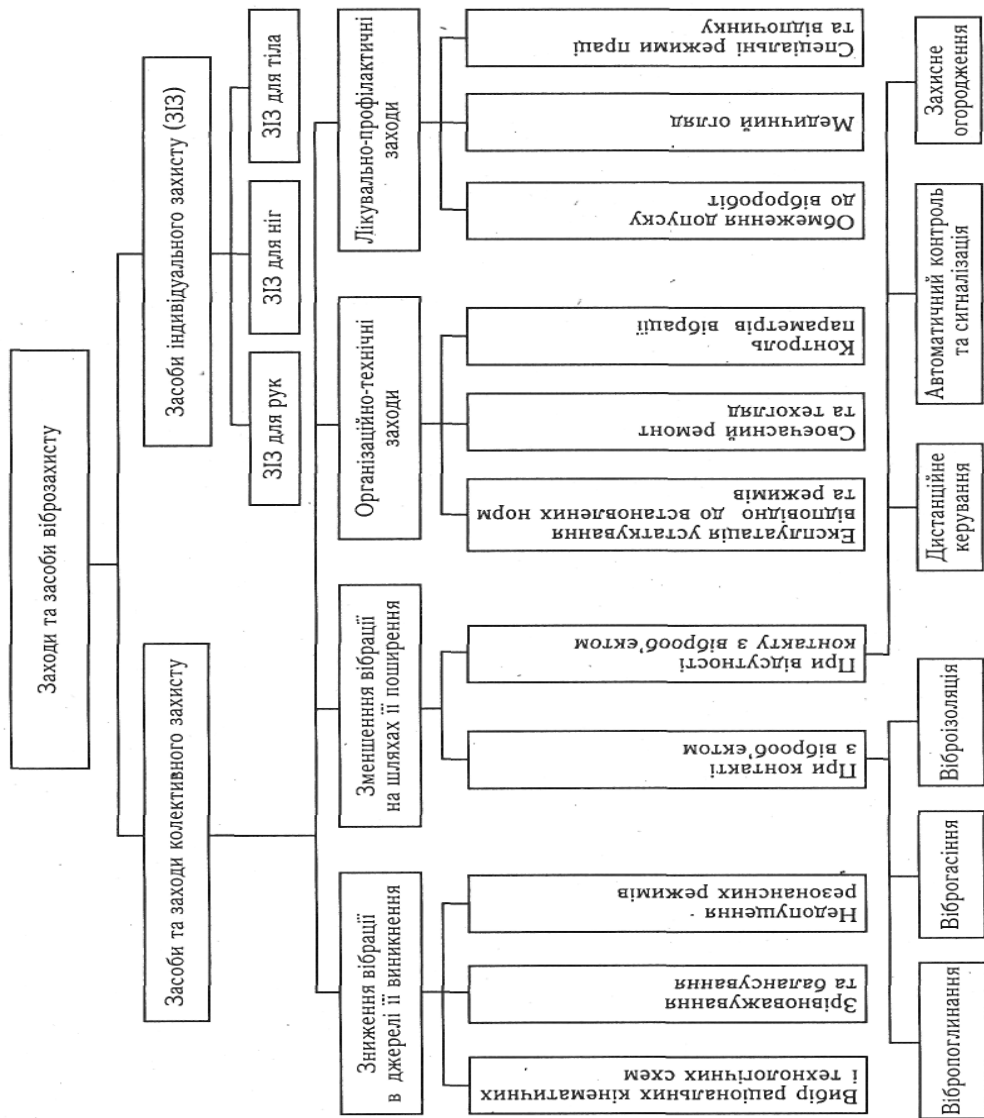 Заходи та засоби віброзахисту
Засоби та заходи колективного захисту
Засоби індивідуального захисту (ЗІЗ)
ЗІЗ для рук
ЗІЗ для ніг
ЗІЗ для тіла
Зниження вібрації
в джерелі її виникнення
Зменшенння вібрації
на шляхах її поширення
Організаційно-технічні
заходи
Лікувально-профілактичні
заходи
Вибір раціональних кінематичних
і технологічних схем
Зрівноважування
та балансування
Недопущення
резонансних режимів
При контакті
з віброоб'єктом
При відсутності
контакту з віброоб'єктом
Експлуатація устаткування
відповідно до встановлених норм
та режимів
Своєчасний ремонт
та техогляд
Контроль
параметрів вібрації
Обмеження допуску
до віброробіт
Медичний огляд
Спеціальні режими праці
та відпочинку
Вібропоглинання
Віброгасіння
Віброізоляція
Дистанційне
керування
Автоматичний контроль
та сигналізація
Захисне
огородження